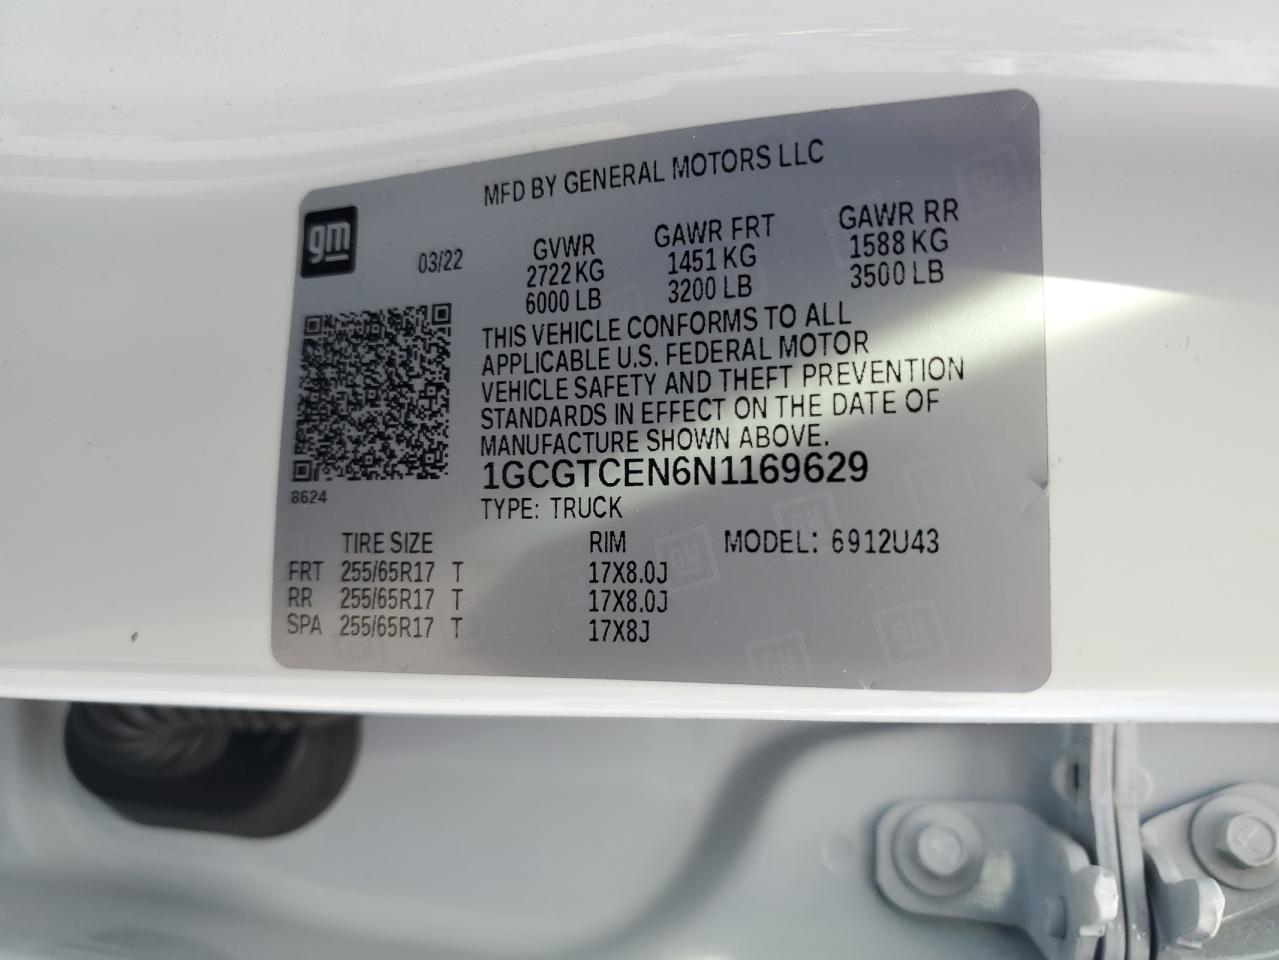 MFD BY GENERAL MOTORS LLC
gm
03/22
GVWR
2722 KG
6000 LB
GAWR FRT
1451 KG
3200 LB
GAWR RR
1588 KG
3500 LB
THIS VEHICLE CONFORMS TO ALL
APPLICABLE U.S. FEDERAL MOTOR
VEHICLE SAFETY AND THEFT PREVENTION
STANDARDS IN EFFECT ON THE DATE OF
MANUFACTURE SHOWN ABOVE.
1GCGTCEN6N1169629
8624
TYPE: TRUCK
TIRE SIZE RIM MODEL: 6912U43
FRT 255/65R17 T 17X8.0J
RR 255/65R17 T 17X8.0J
SPA 255/65R17 T 17X8J